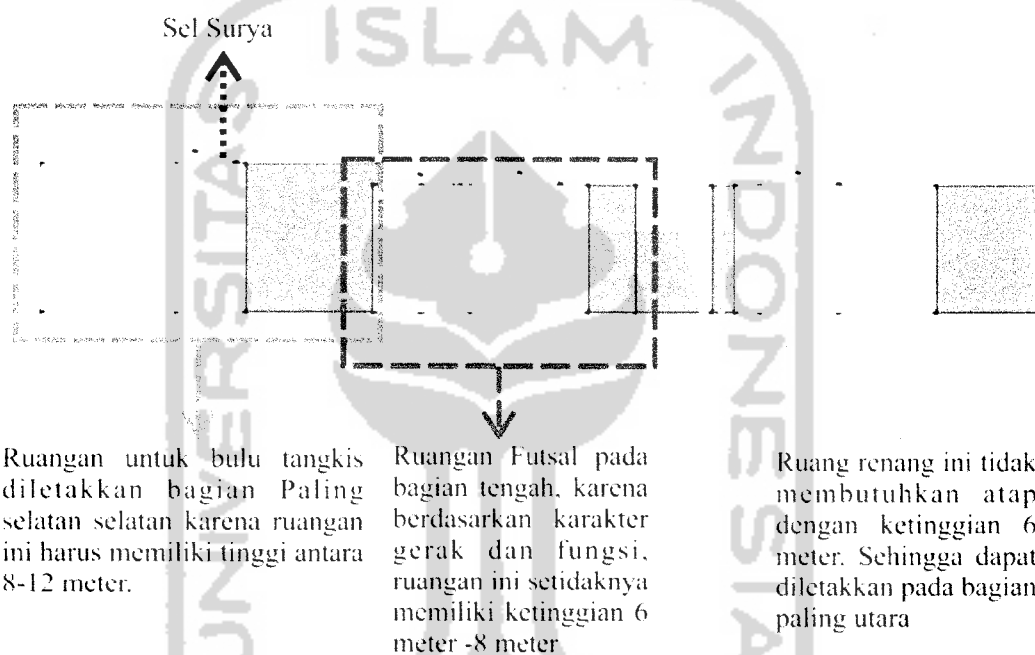 ISLAM
UNIVERSITAS
INDONESIA
Sel Surya
Ruangan untuk bulu tangkis
diletakkan bagian Paling
selatan selatan karena ruangan
ini harus memiliki tinggi antara
8-12 meter.
Ruangan Futsal pada
bagian tengah, karena
berdasarkan karakter
gerak dan fungsi,
ruangan ini setidaknya
memiliki ketinggian 6
meter -8 meter
Ruang renang ini tidak
membutuhkan atap
dengan ketinggian 6
meter. Sehingga dapat
diletakkan pada bagian
paling utara